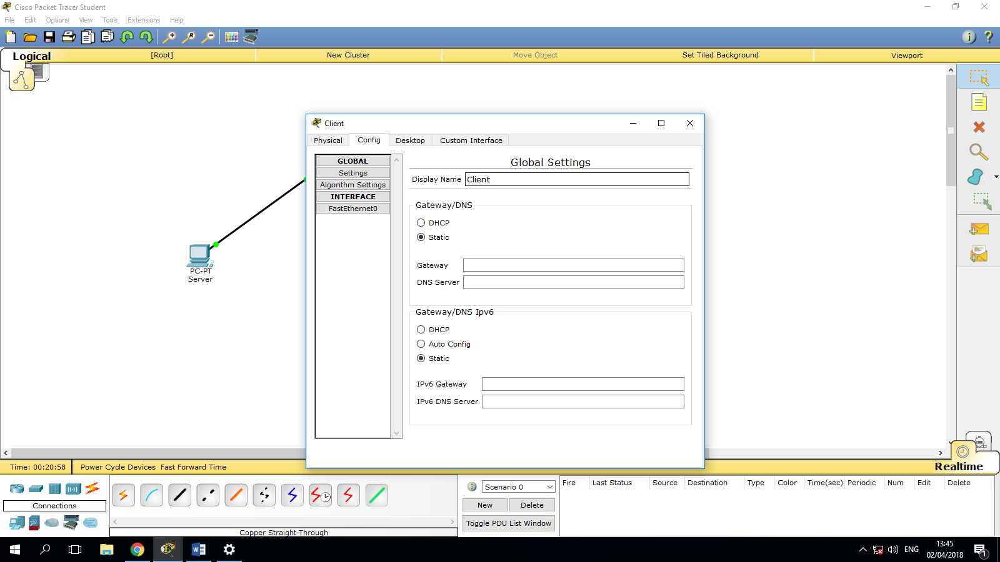 Cisco Packet Tracer Student
File Edit Options View Tools Extensions Help
Logical [Root] New Cluster Move Object Set Tiled Background Viewport
Client
Physical Config Desktop Custom Interface
GLOBAL
Settings
Algorithm Settings
INTERFACE
FastEthernet0
Global Settings
Display Name Client
Gateway/DNS
DHCP
Static
Gateway
DNS Server
Gateway/DNS Ipv6
DHCP
Auto Config
Static
IPv6 Gateway
IPv6 DNS Server
PC-PT
Server
Time: 00:20:58 Power Cycle Devices Fast Forward Time
Realtime
Connections
Copper Straight-Through
Scenario 0
New Delete
Toggle PDU List Window
Fire Last Status Source Destination Type Color Time(sec) Periodic Num Edit Delete
ENG
13:45
02/04/2018
1